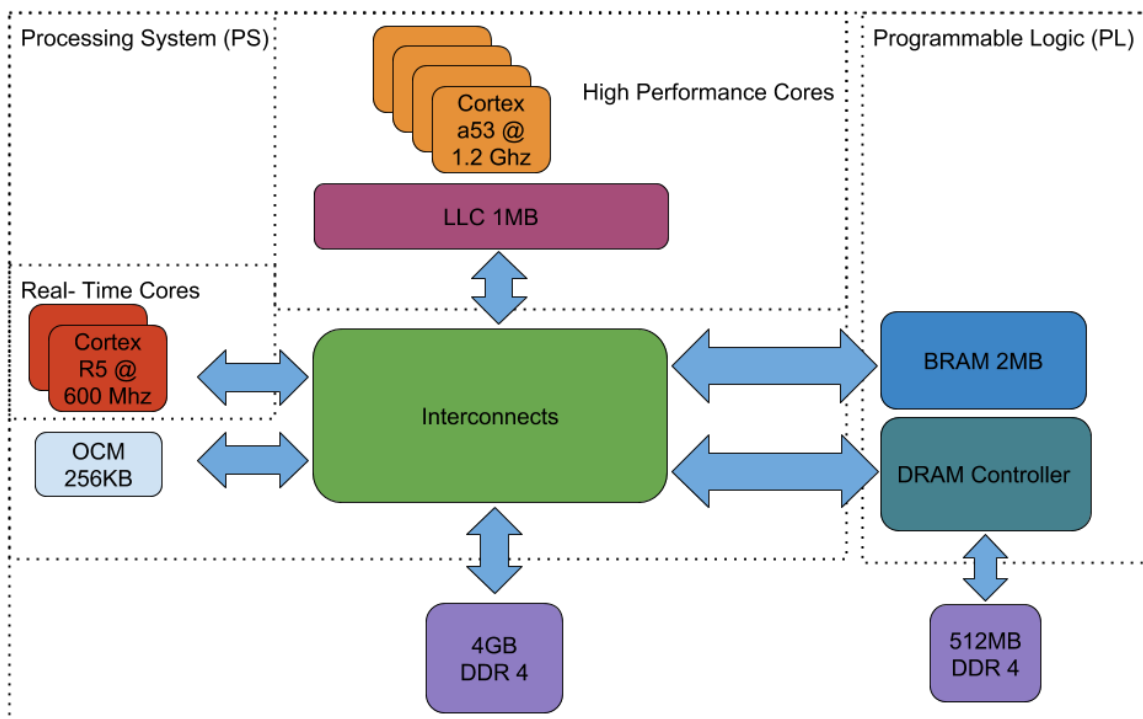 Processing System (PS)
High Performance Cores
Programmable Logic (PL)
Cortex
a53 @
1.2 Ghz
LLC 1MB
Real- Time Cores
Cortex
R5 @
600 Mhz
Interconnects
BRAM 2MB
OCM
256KB
DRAM Controller
4GB
DDR 4
512MB
DDR 4